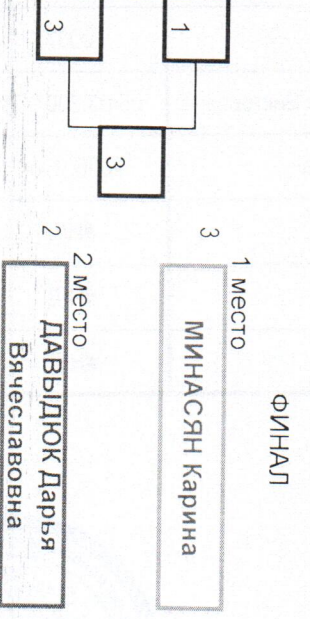 ФИНАЛ
1 место
3
МИНАСЯН Карина
2 место
2
ДАВЫДЮК Дарья
Вячеславовна
1
3
3